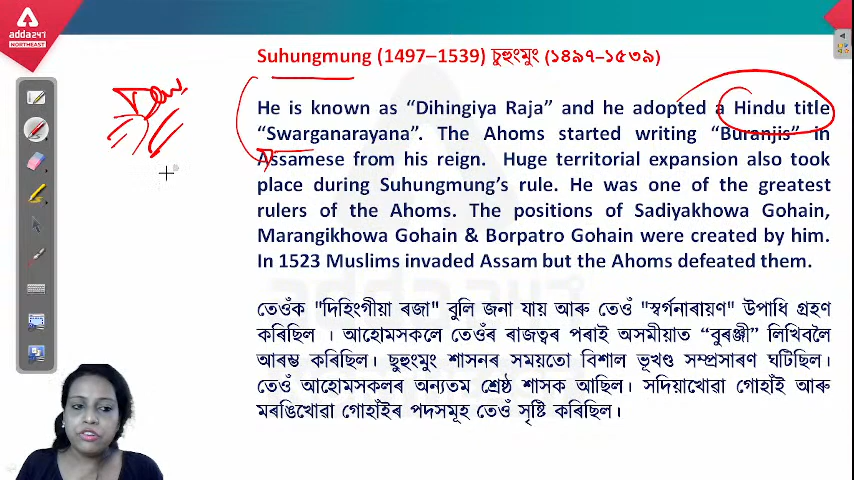 adda247
NORTHEAST
Suhungmung (1497–1539) চুহুংমুং (১৪৯৭-১৫৩৯)
He is known as “Dihingiya Raja” and he adopted a Hindu title
“Swarganarayana”. The Ahoms started writing “Buranjis” in
Assamese from his reign. Huge territorial expansion also took
place during Suhungmung’s rule. He was one of the greatest
rulers of the Ahoms. The positions of Sadiyakhowa Gohain,
Marangikhowa Gohain & Borpatro Gohain were created by him.
In 1523 Muslims invaded Assam but the Ahoms defeated them.
তেওঁক "দিহিংগীয়া ৰজা" বুলি জনা যায় আৰু তেওঁ "স্বৰ্গনাৰায়ণ" উপাধি গ্ৰহণ
কৰিছিল । আহোমসকলে তেওঁৰ ৰাজত্বৰ পৰাই অসমীয়াত “বুৰঞ্জী” লিখিবলৈ
আৰম্ভ কৰিছিল। ছুহুংমুং শাসনৰ সময়তো বিশাল ভূখণ্ড সম্প্ৰসাৰণ ঘটিছিল।
তেওঁ আহোমসকলৰ অন্যতম শ্ৰেষ্ঠ শাসক আছিল। সদিয়াখোৱা গোহাঁই আৰু
মৰঙিখোৱা গোহাঁইৰ পদসমূহ তেওঁ সৃষ্টি কৰিছিল।